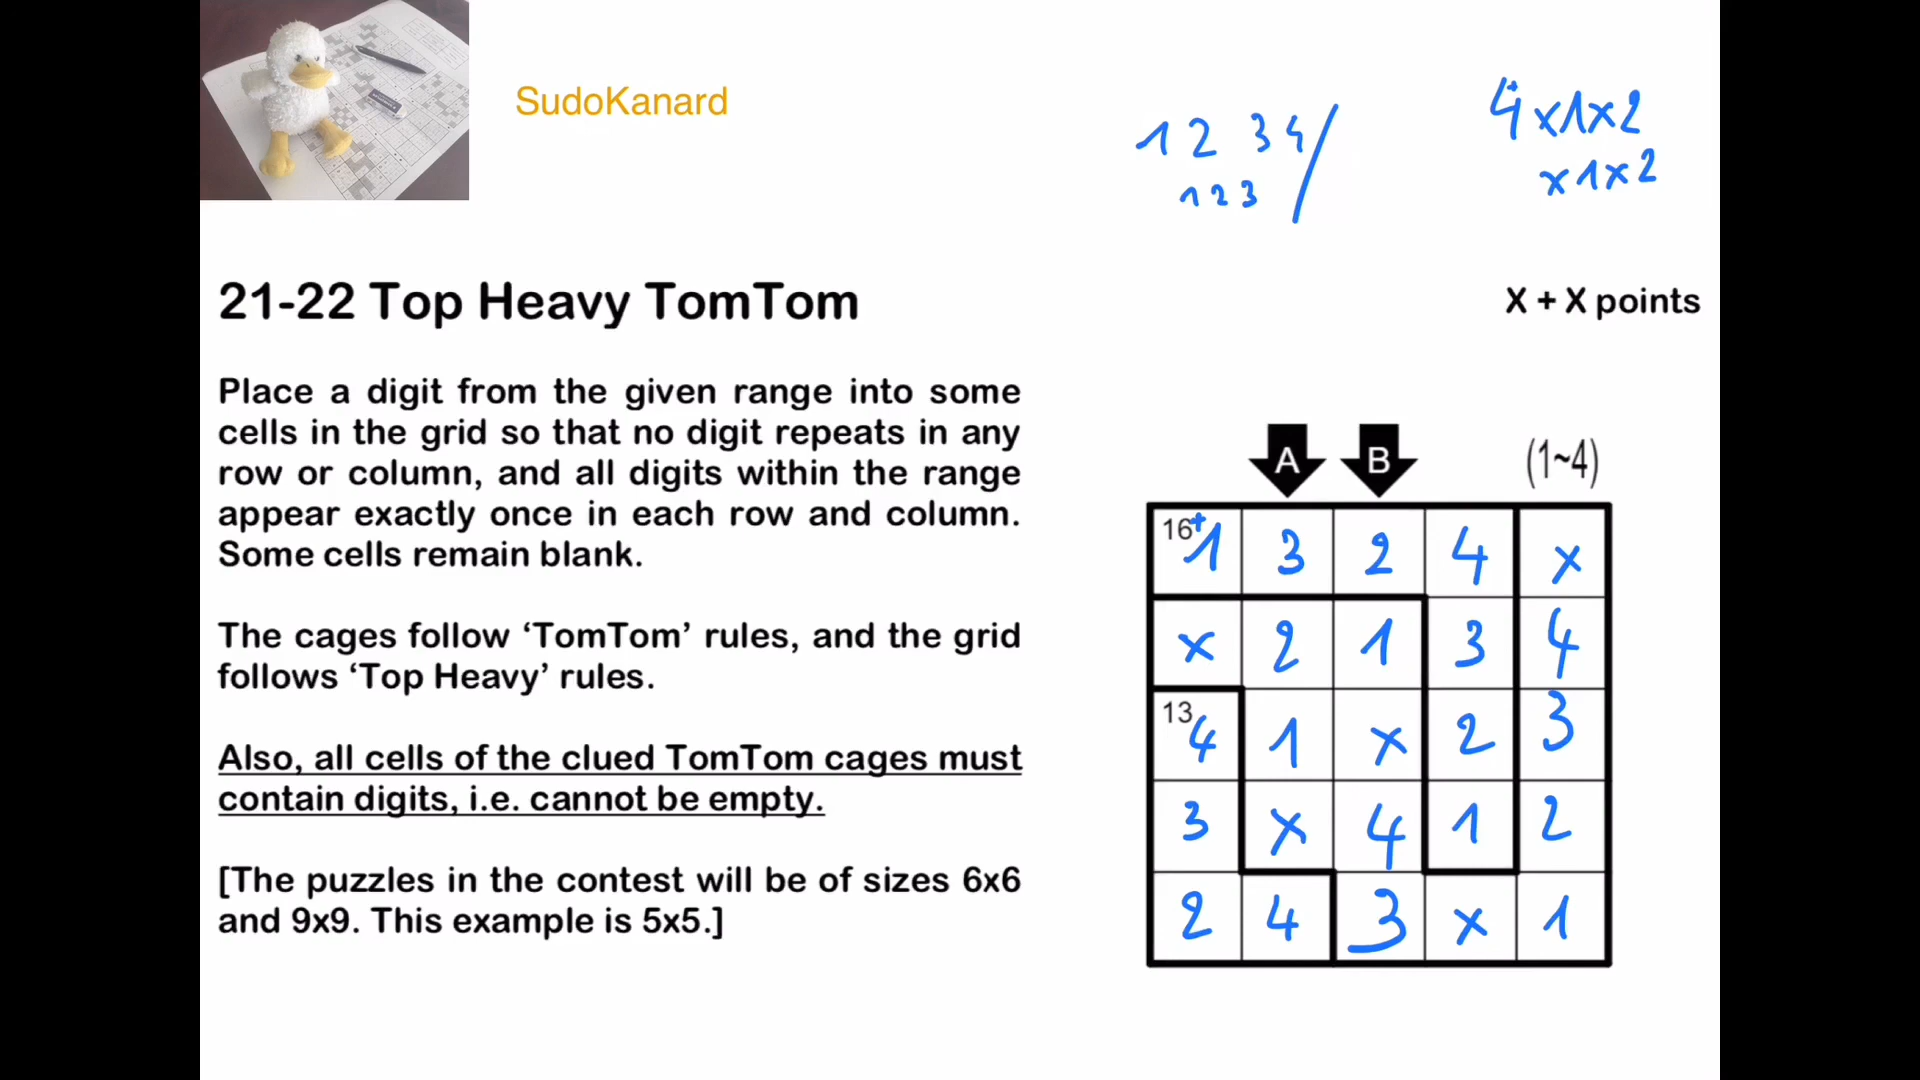 SudoKanard
1 2 3 4
1 2 3
4x1x2
x1x2
21-22 Top Heavy TomTom
X + X points
Place a digit from the given range into some
cells in the grid so that no digit repeats in any
row or column, and all digits within the range
appear exactly once in each row and column.
Some cells remain blank.
The cages follow ‘TomTom’ rules, and the grid
follows ‘Top Heavy’ rules.
Also, all cells of the clued TomTom cages must
contain digits, i.e. cannot be empty.
[The puzzles in the contest will be of sizes 6x6
and 9x9. This example is 5x5.]
A B (1~4)
16+ 1 3 2 4 x
x 2 1 3 4
13 4 1 x 2 3
3 x 4 1 2
2 4 3 x 1